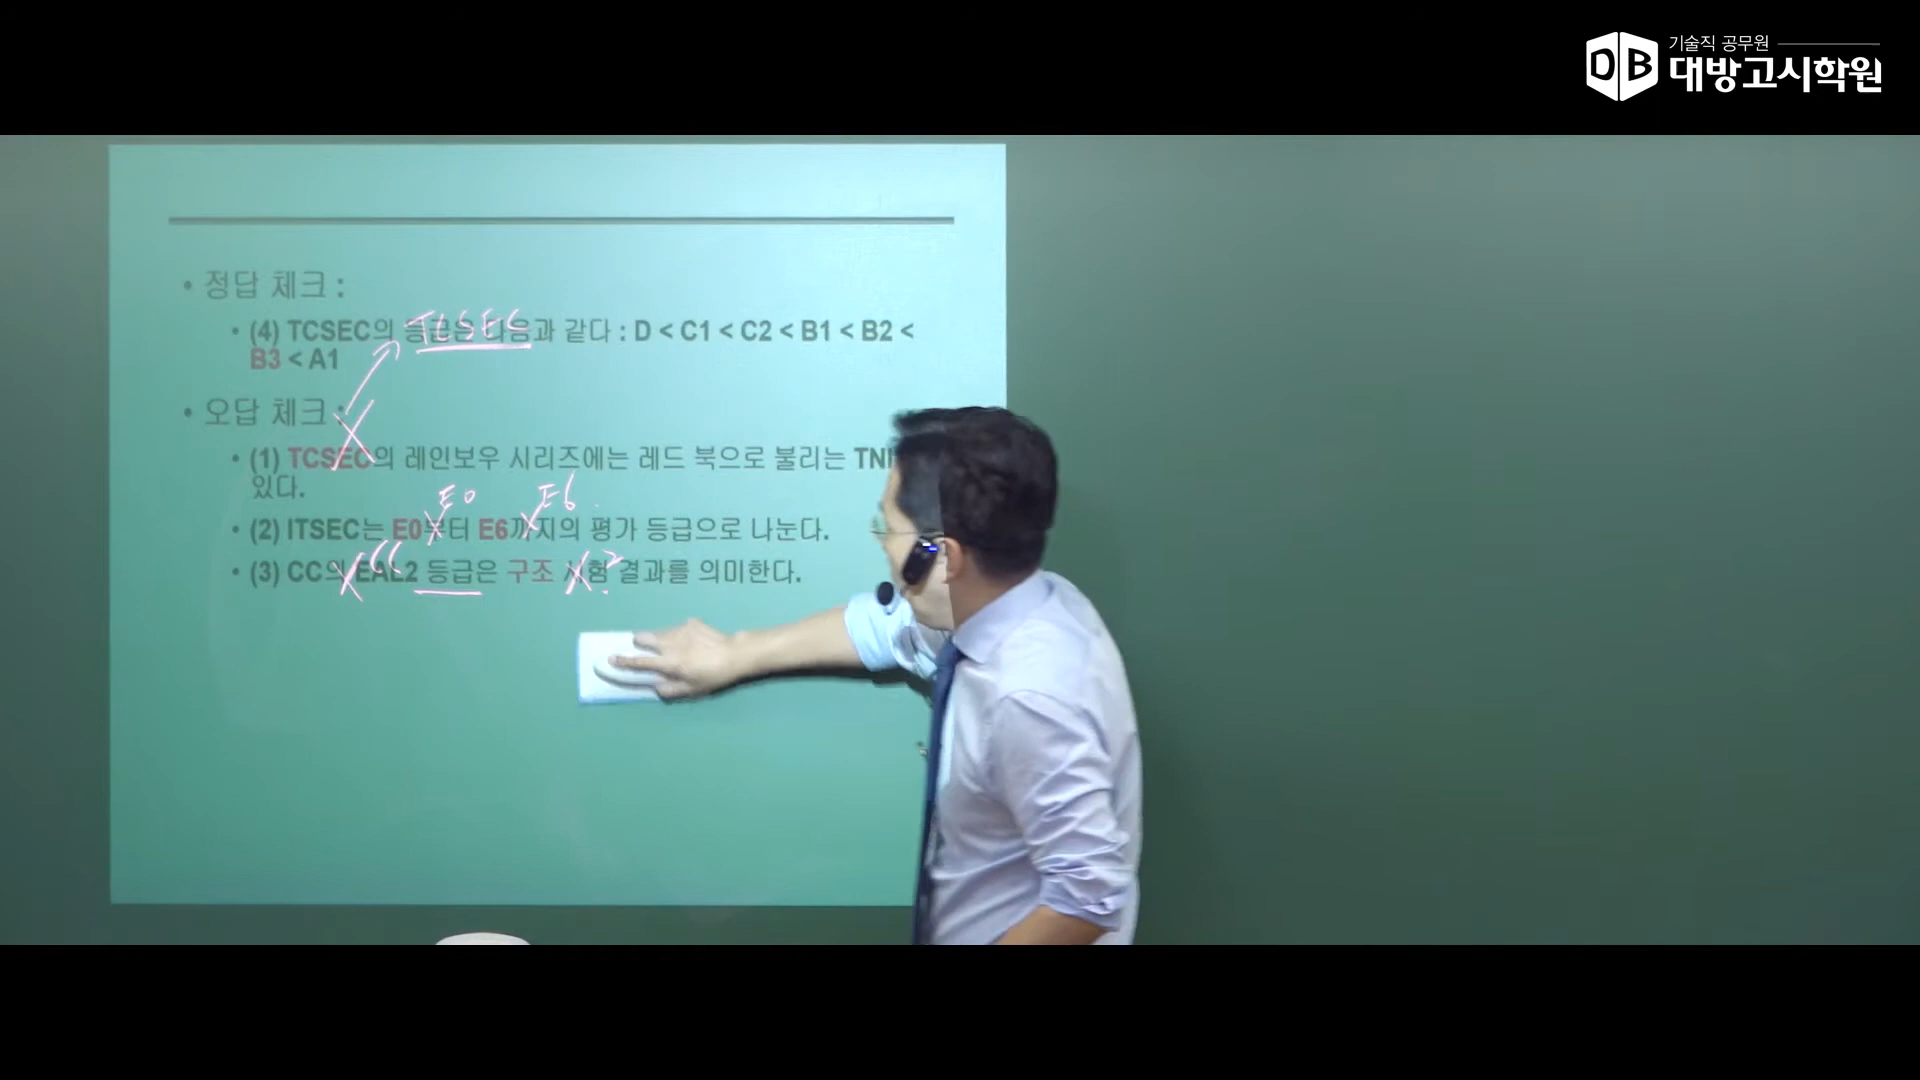 기술직 공무원
DB 대방고시학원
• 정답 체크 :
• (4) TCSEC의 등급은 다음과 같다 : D < C1 < C2 < B1 < B2 <
B3 < A1
TCSEC
• 오답 체크 :
• (1) TCSEC의 레인보우 시리즈에는 레드 북으로 불리는
있다.
E0 E6
• (2) ITSEC는 E0부터 E6까지의 평가 등급으로 나눈다.
CC
• (3) CC의 EAL2 등급은 구조 시험 결과를 의미한다.